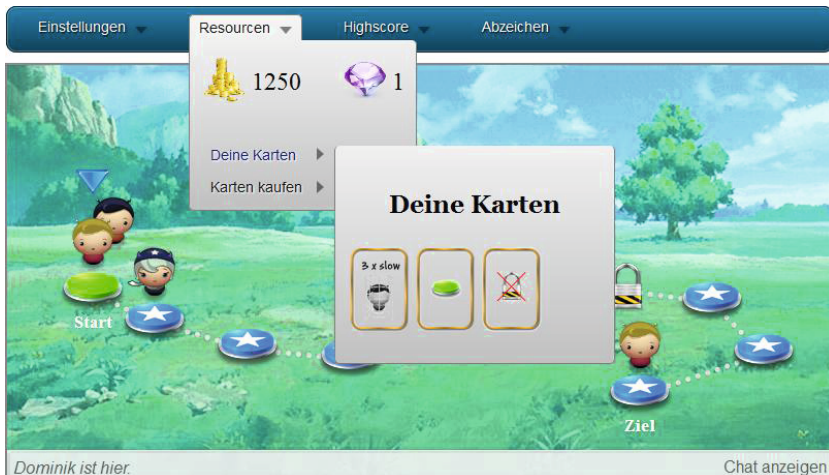 Einstellungen
Resourcen
Highscore
Abzeichen
1250
1
Deine Karten
Karten kaufen
Deine Karten
3 x slow
Start
Ziel
Dominik ist hier.
Chat anzeigen